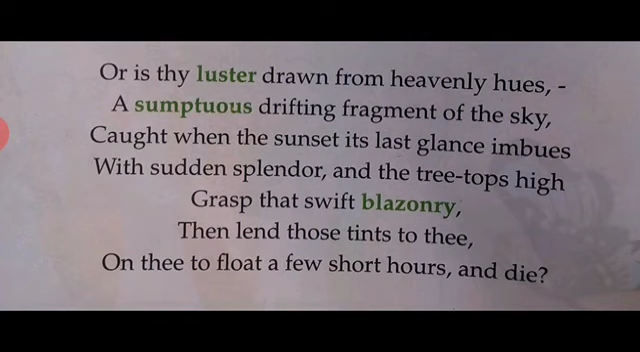 Or is thy luster drawn from heavenly hues, -
A sumptuous drifting fragment of the sky,
Caught when the sunset its last glance imbues
With sudden splendor, and the tree-tops high
Grasp that swift blazonry,
Then lend those tints to thee,
On thee to float a few short hours, and die?